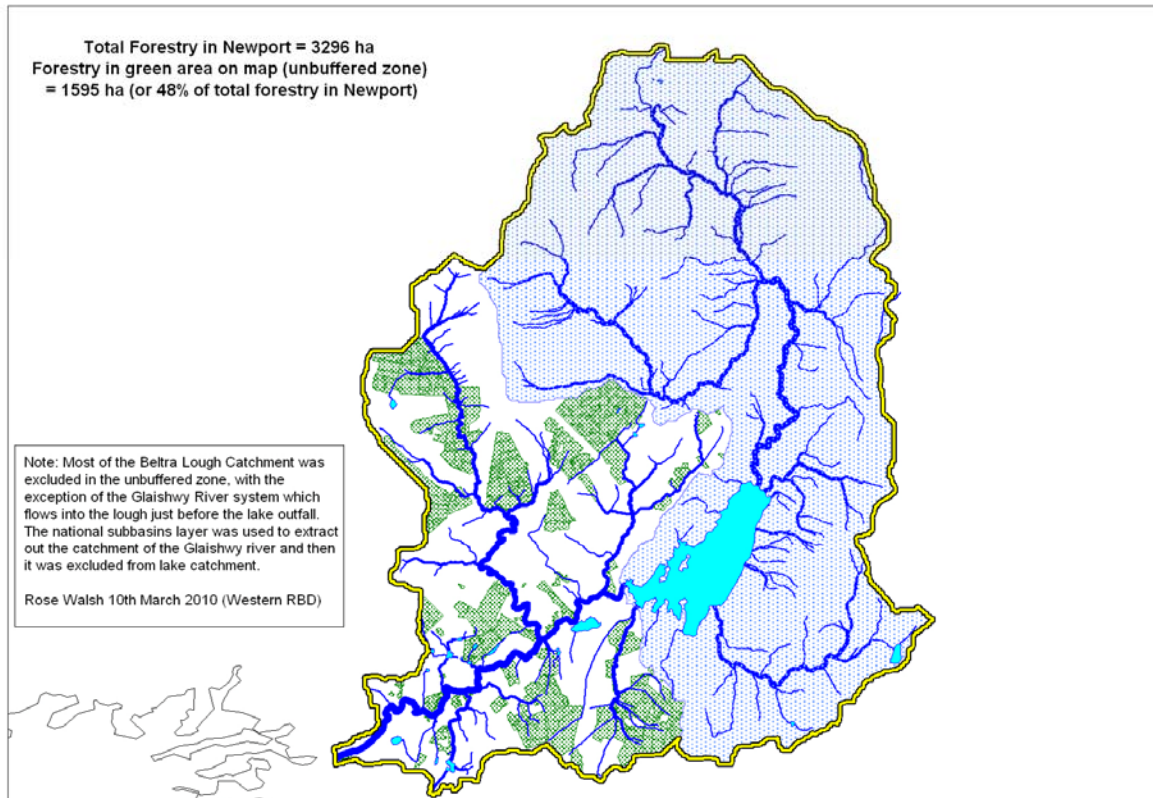 Total Forestry in Newport = 3296 ha
Forestry in green area on map (unbuffered zone)
= 1595 ha (or 48% of total forestry in Newport)
Note: Most of the Beltra Lough Catchment was
excluded in the unbuffered zone, with the
exception of the Glaishwy River system which
flows into the lough just before the lake outfall.
The national subbasins layer was used to extract
out the catchment of the Glaishwy river and then
it was excluded from lake catchment.
Rose Walsh 10th March 2010 (Western RBD)